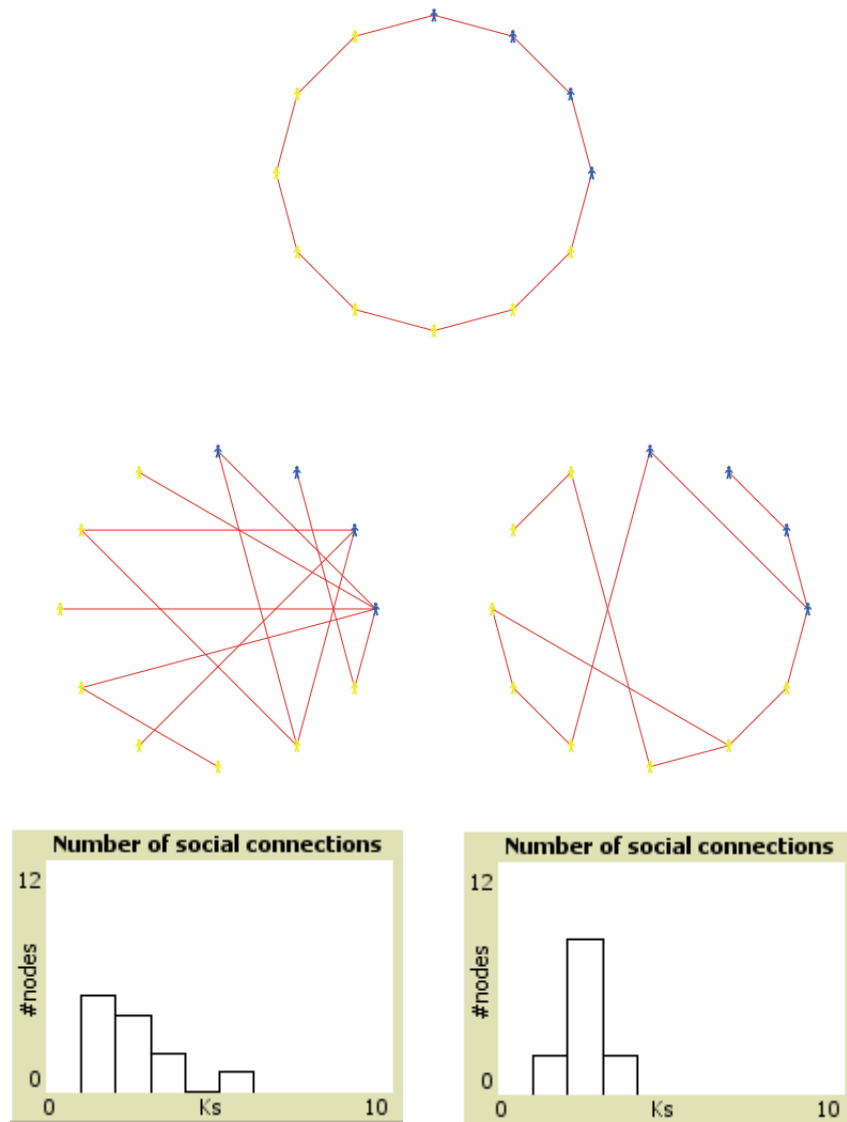 Number of social connections
12
#nodes
0
0 Ks 10
Number of social connections
12
#nodes
0
0 Ks 10